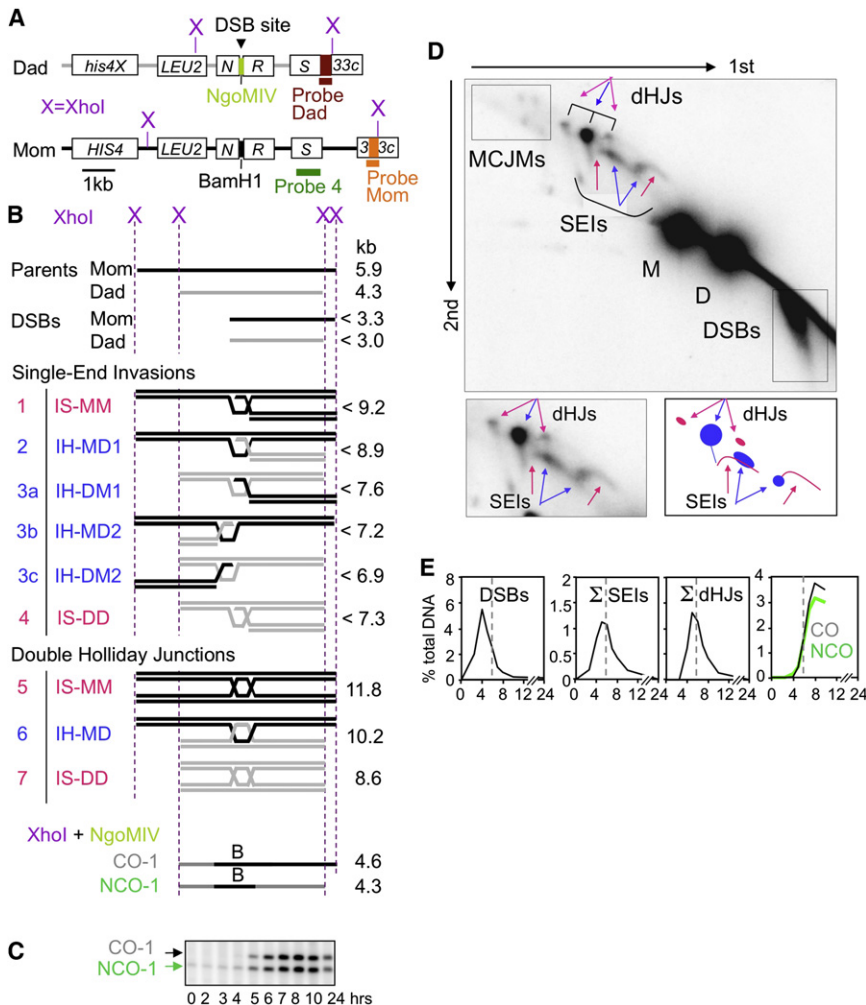 A
X
DSB site
X
Dad
his4X
LEU2
N
R
S
33c
NgoMIV
Probe
Dad
X=XhoI
X
X
Mom
HIS4
LEU2
N
R
S
3 3c
1kb
BamH1
Probe 4
Probe
Mom
B
XhoI
X
X
X X
kb
Parents
Mom
5.9
Dad
4.3
DSBs
Mom
< 3.3
Dad
< 3.0
Single-End Invasions
1
IS-MM
< 9.2
2
IH-MD1
< 8.9
3a
IH-DM1
< 7.6
3b
IH-MD2
< 7.2
3c
IH-DM2
< 6.9
4
IS-DD
< 7.3
Double Holliday Junctions
5
IS-MM
11.8
6
IH-MD
10.2
7
IS-DD
8.6
XhoI + NgoMIV
CO-1
B
4.6
NCO-1
B
4.3
C
CO-1
NCO-1
0 2 3 4 5 6 7 8 10 24 hrs
D
1st
2nd
dHJs
MCJMs
SEIs
M
D
DSBs
dHJs
SEIs
dHJs
SEIs
E
% total DNA
DSBs
8
6
4
2
0
0 4 8 12 24
Σ SEIs
2
1.5
1
0.5
0
0 4 8 12 24
Σ dHJs
0 4 8 12 24
CO
NCO
4
3
2
1
0
0 4 8 12 24